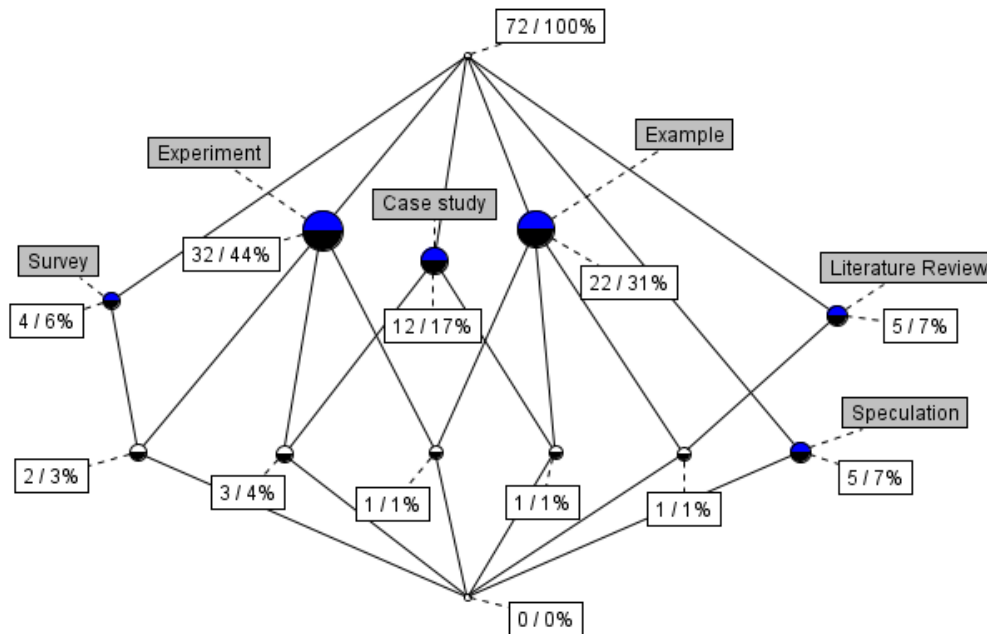 72 / 100%
Experiment
Example
Case study
32 / 44%
Survey
22 / 31%
Literature Review
4 / 6%
12 / 17%
5 / 7%
Speculation
2 / 3%
3 / 4%
1 / 1%
1 / 1%
1 / 1%
5 / 7%
0 / 0%